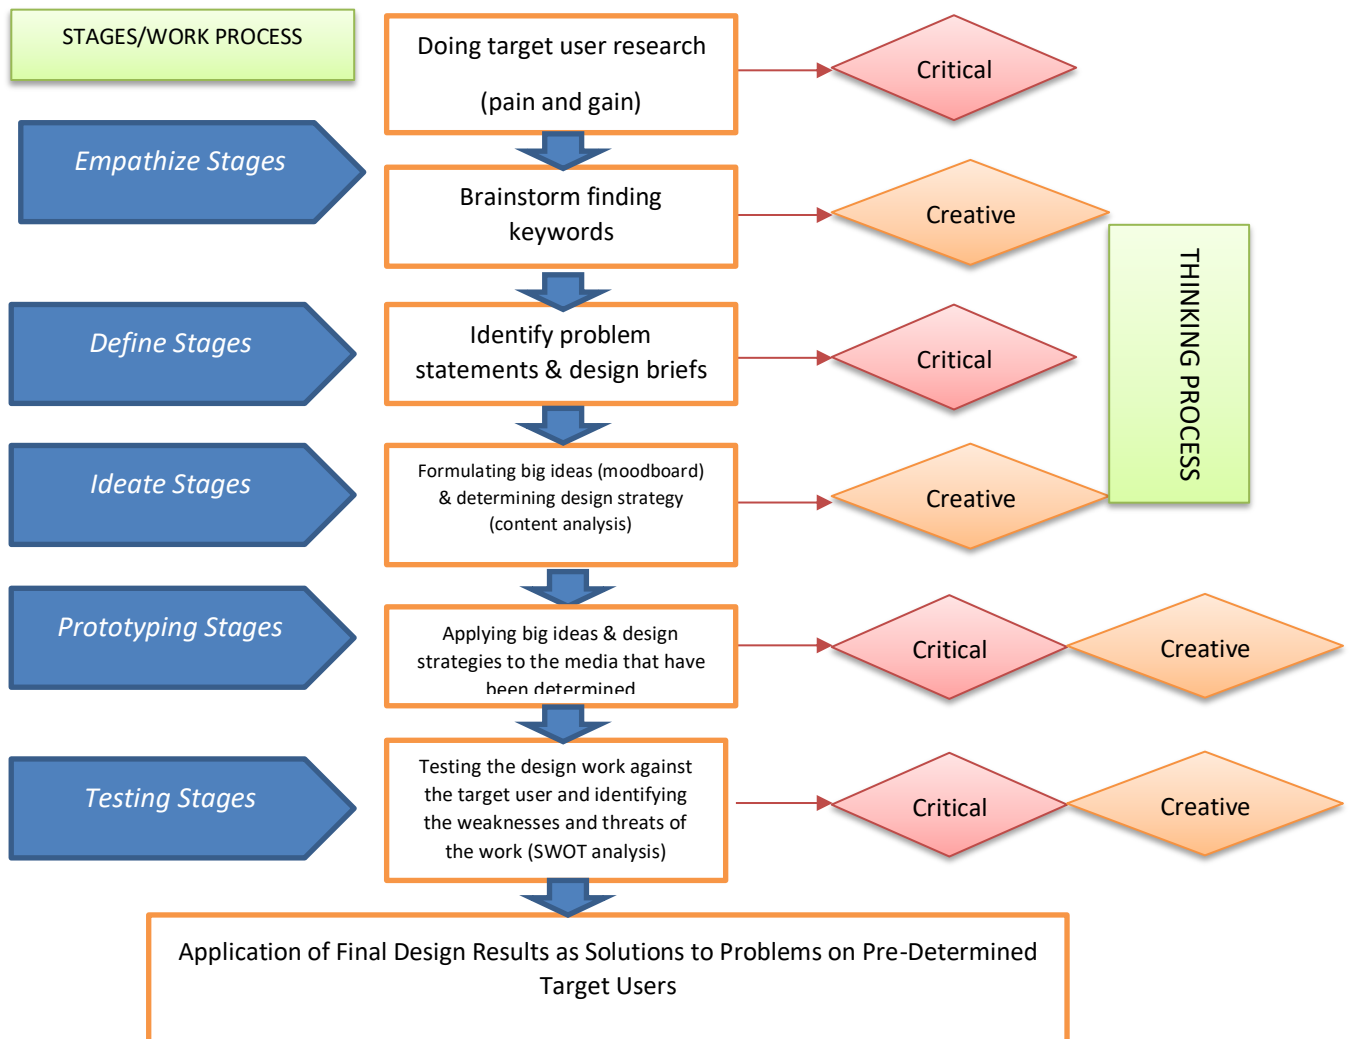 STAGES/WORK PROCESS
Doing target user research
(pain and gain)
Critical
Empathize Stages
Brainstorm finding
keywords
Creative
THINKING PROCESS
Define Stages
Identify problem
statements & design briefs
Critical
Ideate Stages
Formulating big ideas (moodboard)
& determining design strategy
(content analysis)
Creative
Prototyping Stages
Applying big ideas & design
strategies to the media that have
been determined
Critical
Creative
Testing Stages
Testing the design work against
the target user and identifying
the weaknesses and threats of
the work (SWOT analysis)
Critical
Creative
Application of Final Design Results as Solutions to Problems on Pre-Determined
Target Users